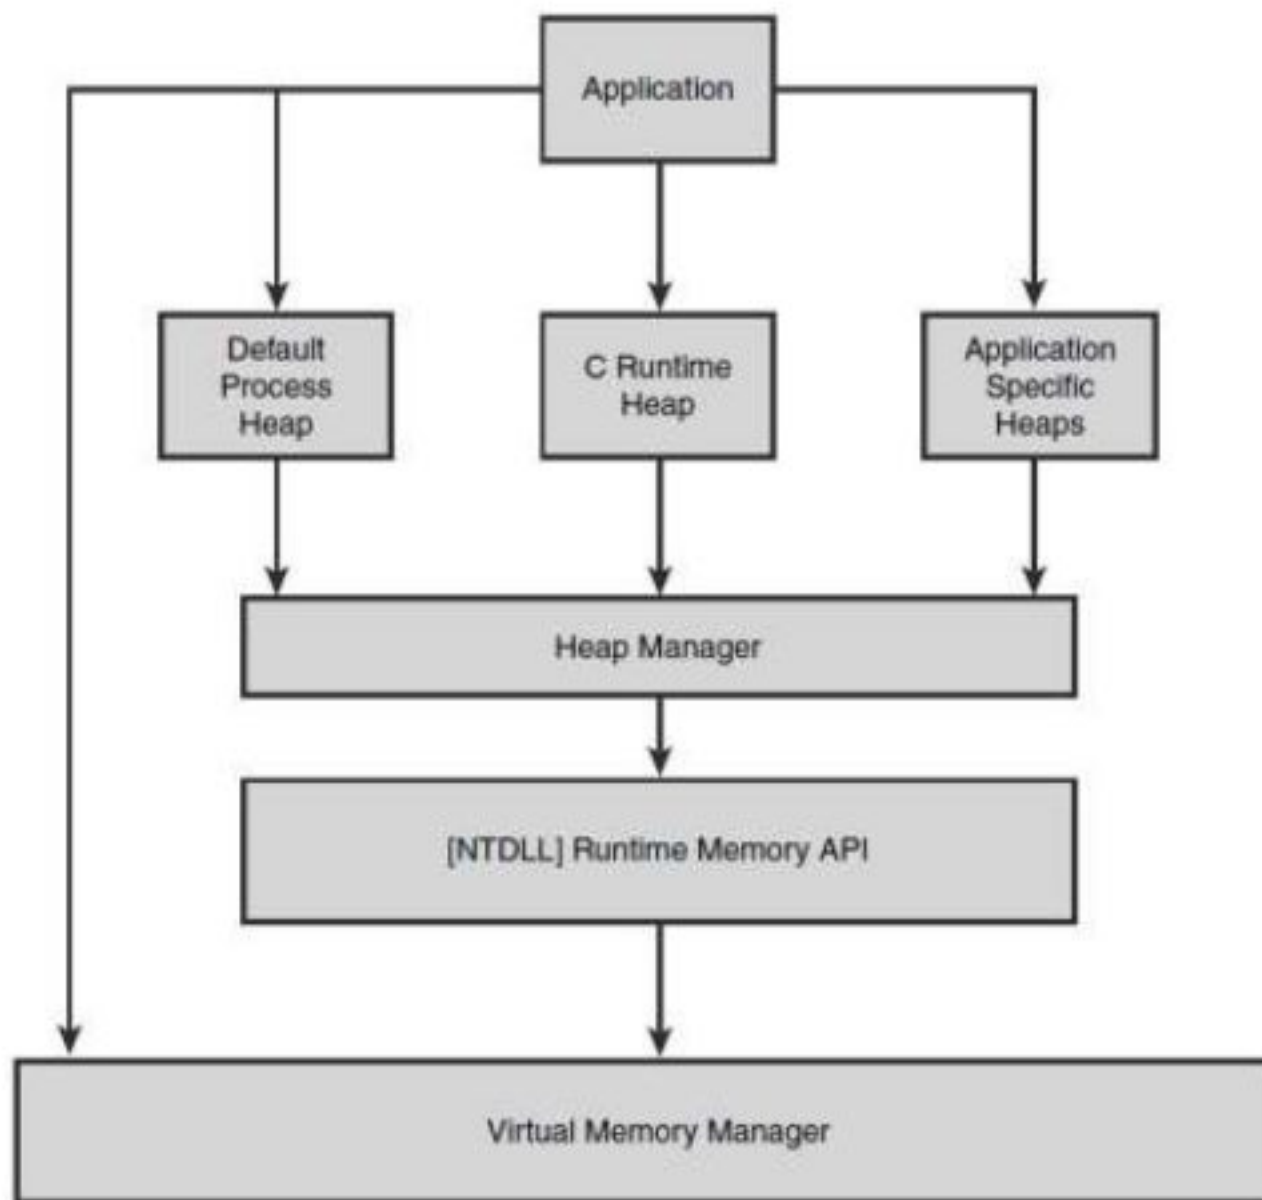 Application
Default
Process
Heap
C Runtime
Heap
Application
Specific
Heaps
Heap Manager
[NTDLL] Runtime Memory API
Virtual Memory Manager